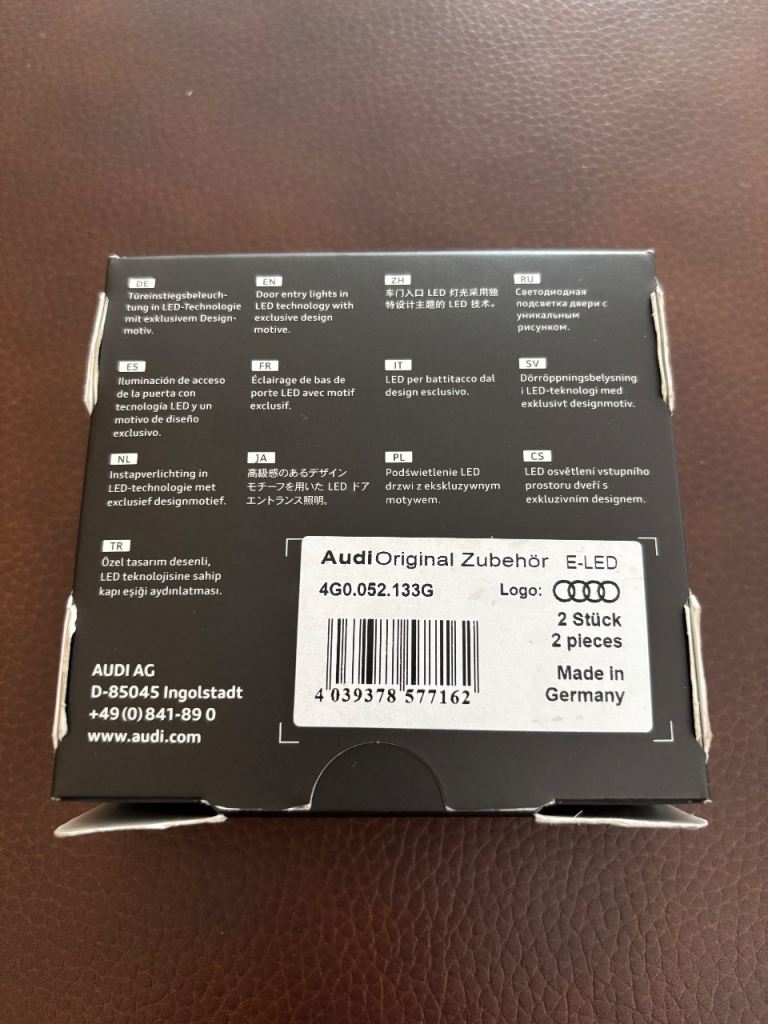 DE
Türeinstiegsbeleuch-
tung in LED-Technologie
mit exklusivem Design-
motiv.
EN
Door entry lights in
LED technology with
exclusive design
motive.
ZH
车门入口 LED 灯光采用独
特设计主题的 LED 技术。
RU
Светодиодная
подсветка двери с
уникальным
рисунком.
ES
Iluminación de acceso
de la puerta con
tecnología LED y un
motivo de diseño
exclusivo.
FR
Éclairage de bas de
porte LED avec motif
exclusif.
IT
LED per battitacco dal
design esclusivo.
SV
Dörröppningsbelysning
i LED-teknologi med
exklusivt designmotiv.
NL
Instapverlichting in
LED-technologie met
exclusief designmotief.
JA
高級感のあるデザイン
モチーフを用いた LED ドア
エントランス照明。
PL
Podświetlenie LED
drzwi z ekskluzywnym
motywem.
CS
LED osvětlení vstupního
prostoru dveří s
exkluzivním designem.
TR
Özel tasarım desenli,
LED teknolojisine sahip
kapı eşiği aydınlatması.
AUDI AG
D-85045 Ingolstadt
+49(0)841-89 0
www.audi.com
Audi Original Zubehör E-LED
4G0.052.133G Logo:
2 Stück
2 pieces
Made in
Germany
4 039378 577162